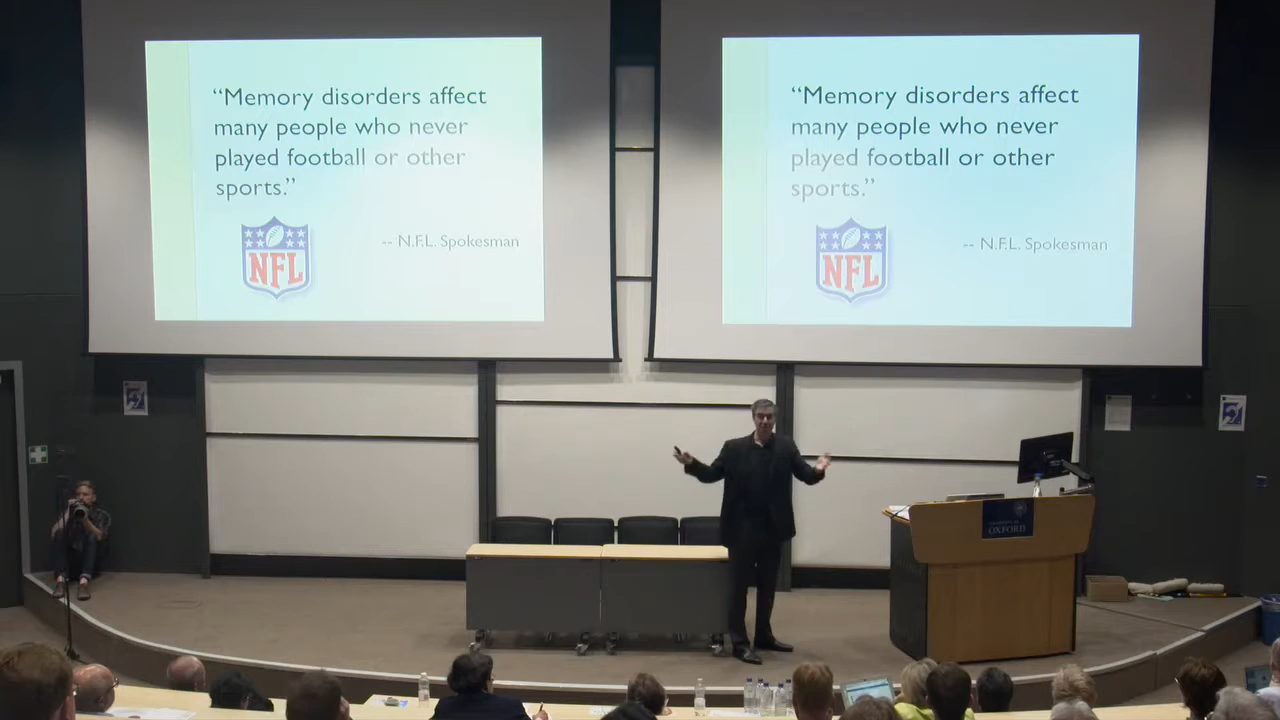 “Memory disorders affect
many people who never
played football or other
sports.”
-- N.F.L. Spokesman
NFL
“Memory disorders affect
many people who never
played football or other
sports.”
-- N.F.L. Spokesman
NFL
OXFORD